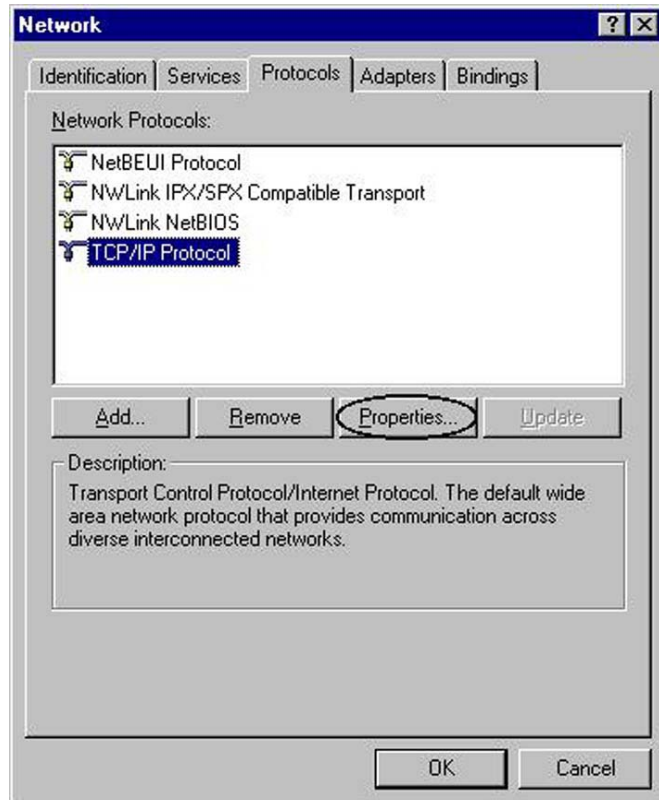 Network
Identification Services Protocols Adapters Bindings
Network Protocols:
NetBEUI Protocol
NWLink IPX/SPX Compatible Transport
NWLink NetBIOS
TCP/IP Protocol
Add... Remove Properties... Update
Description:
Transport Control Protocol/Internet Protocol. The default wide
area network protocol that provides communication across
diverse interconnected networks.
OK Cancel